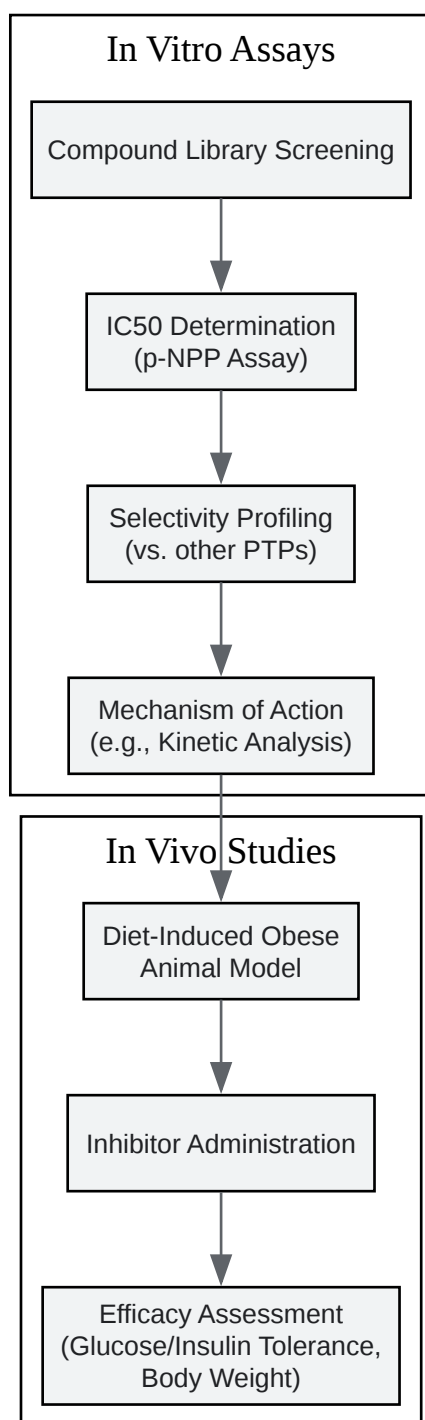 In Vitro Assays
Compound Library Screening
IC50 Determination
(p-NPP Assay)
Selectivity Profiling
(vs. other PTPs)
Mechanism of Action
(e.g., Kinetic Analysis)
In Vivo Studies
Diet-Induced Obese
Animal Model
Inhibitor Administration
Efficacy Assessment
(Glucose/Insulin Tolerance,
Body Weight)